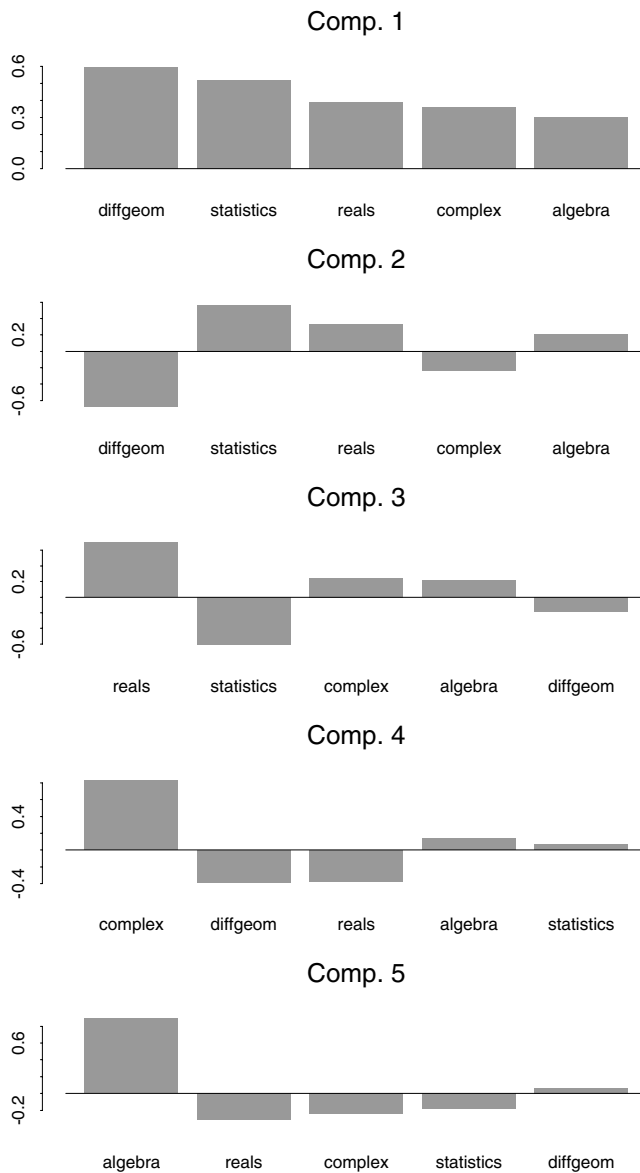 Comp. 1
0.6
0.3
0.0
diffgeom statistics reals complex algebra
Comp. 2
0.2
-0.6
diffgeom statistics reals complex algebra
Comp. 3
0.2
-0.6
reals statistics complex algebra diffgeom
Comp. 4
0.4
-0.4
complex diffgeom reals algebra statistics
Comp. 5
0.6
-0.2
algebra reals complex statistics diffgeom